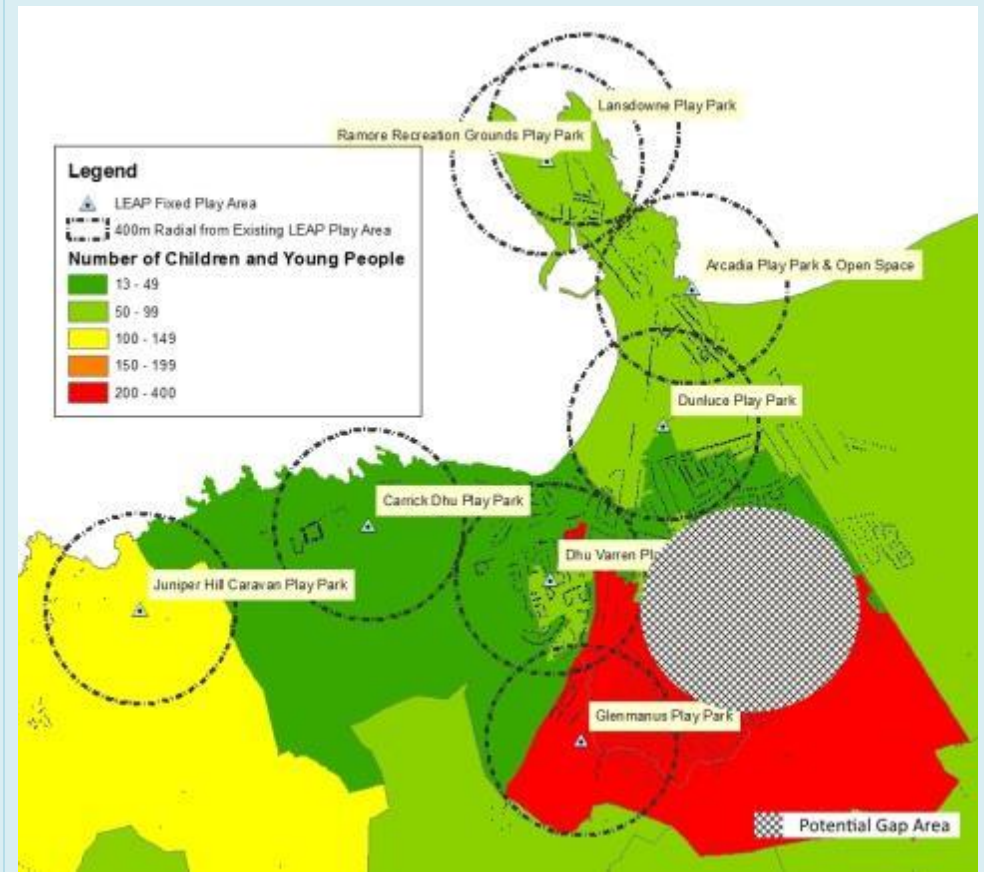 Lansdowne Play Park
Ramore Recreation Grounds Play Park
Legend
LEAP Fixed Play Area
400m Radial from Existing LEAP Play Area
Number of Children and Young People
13 - 49
50 - 99
100 - 149
150 - 199
200 - 400
Arcadia Play Park & Open Space
Dunluce Play Park
Carrick Dhu Play Park
Dhu Varren
Juniper Hill Caravan Play Park
Glenmanus Play Park
Potential Gap Area